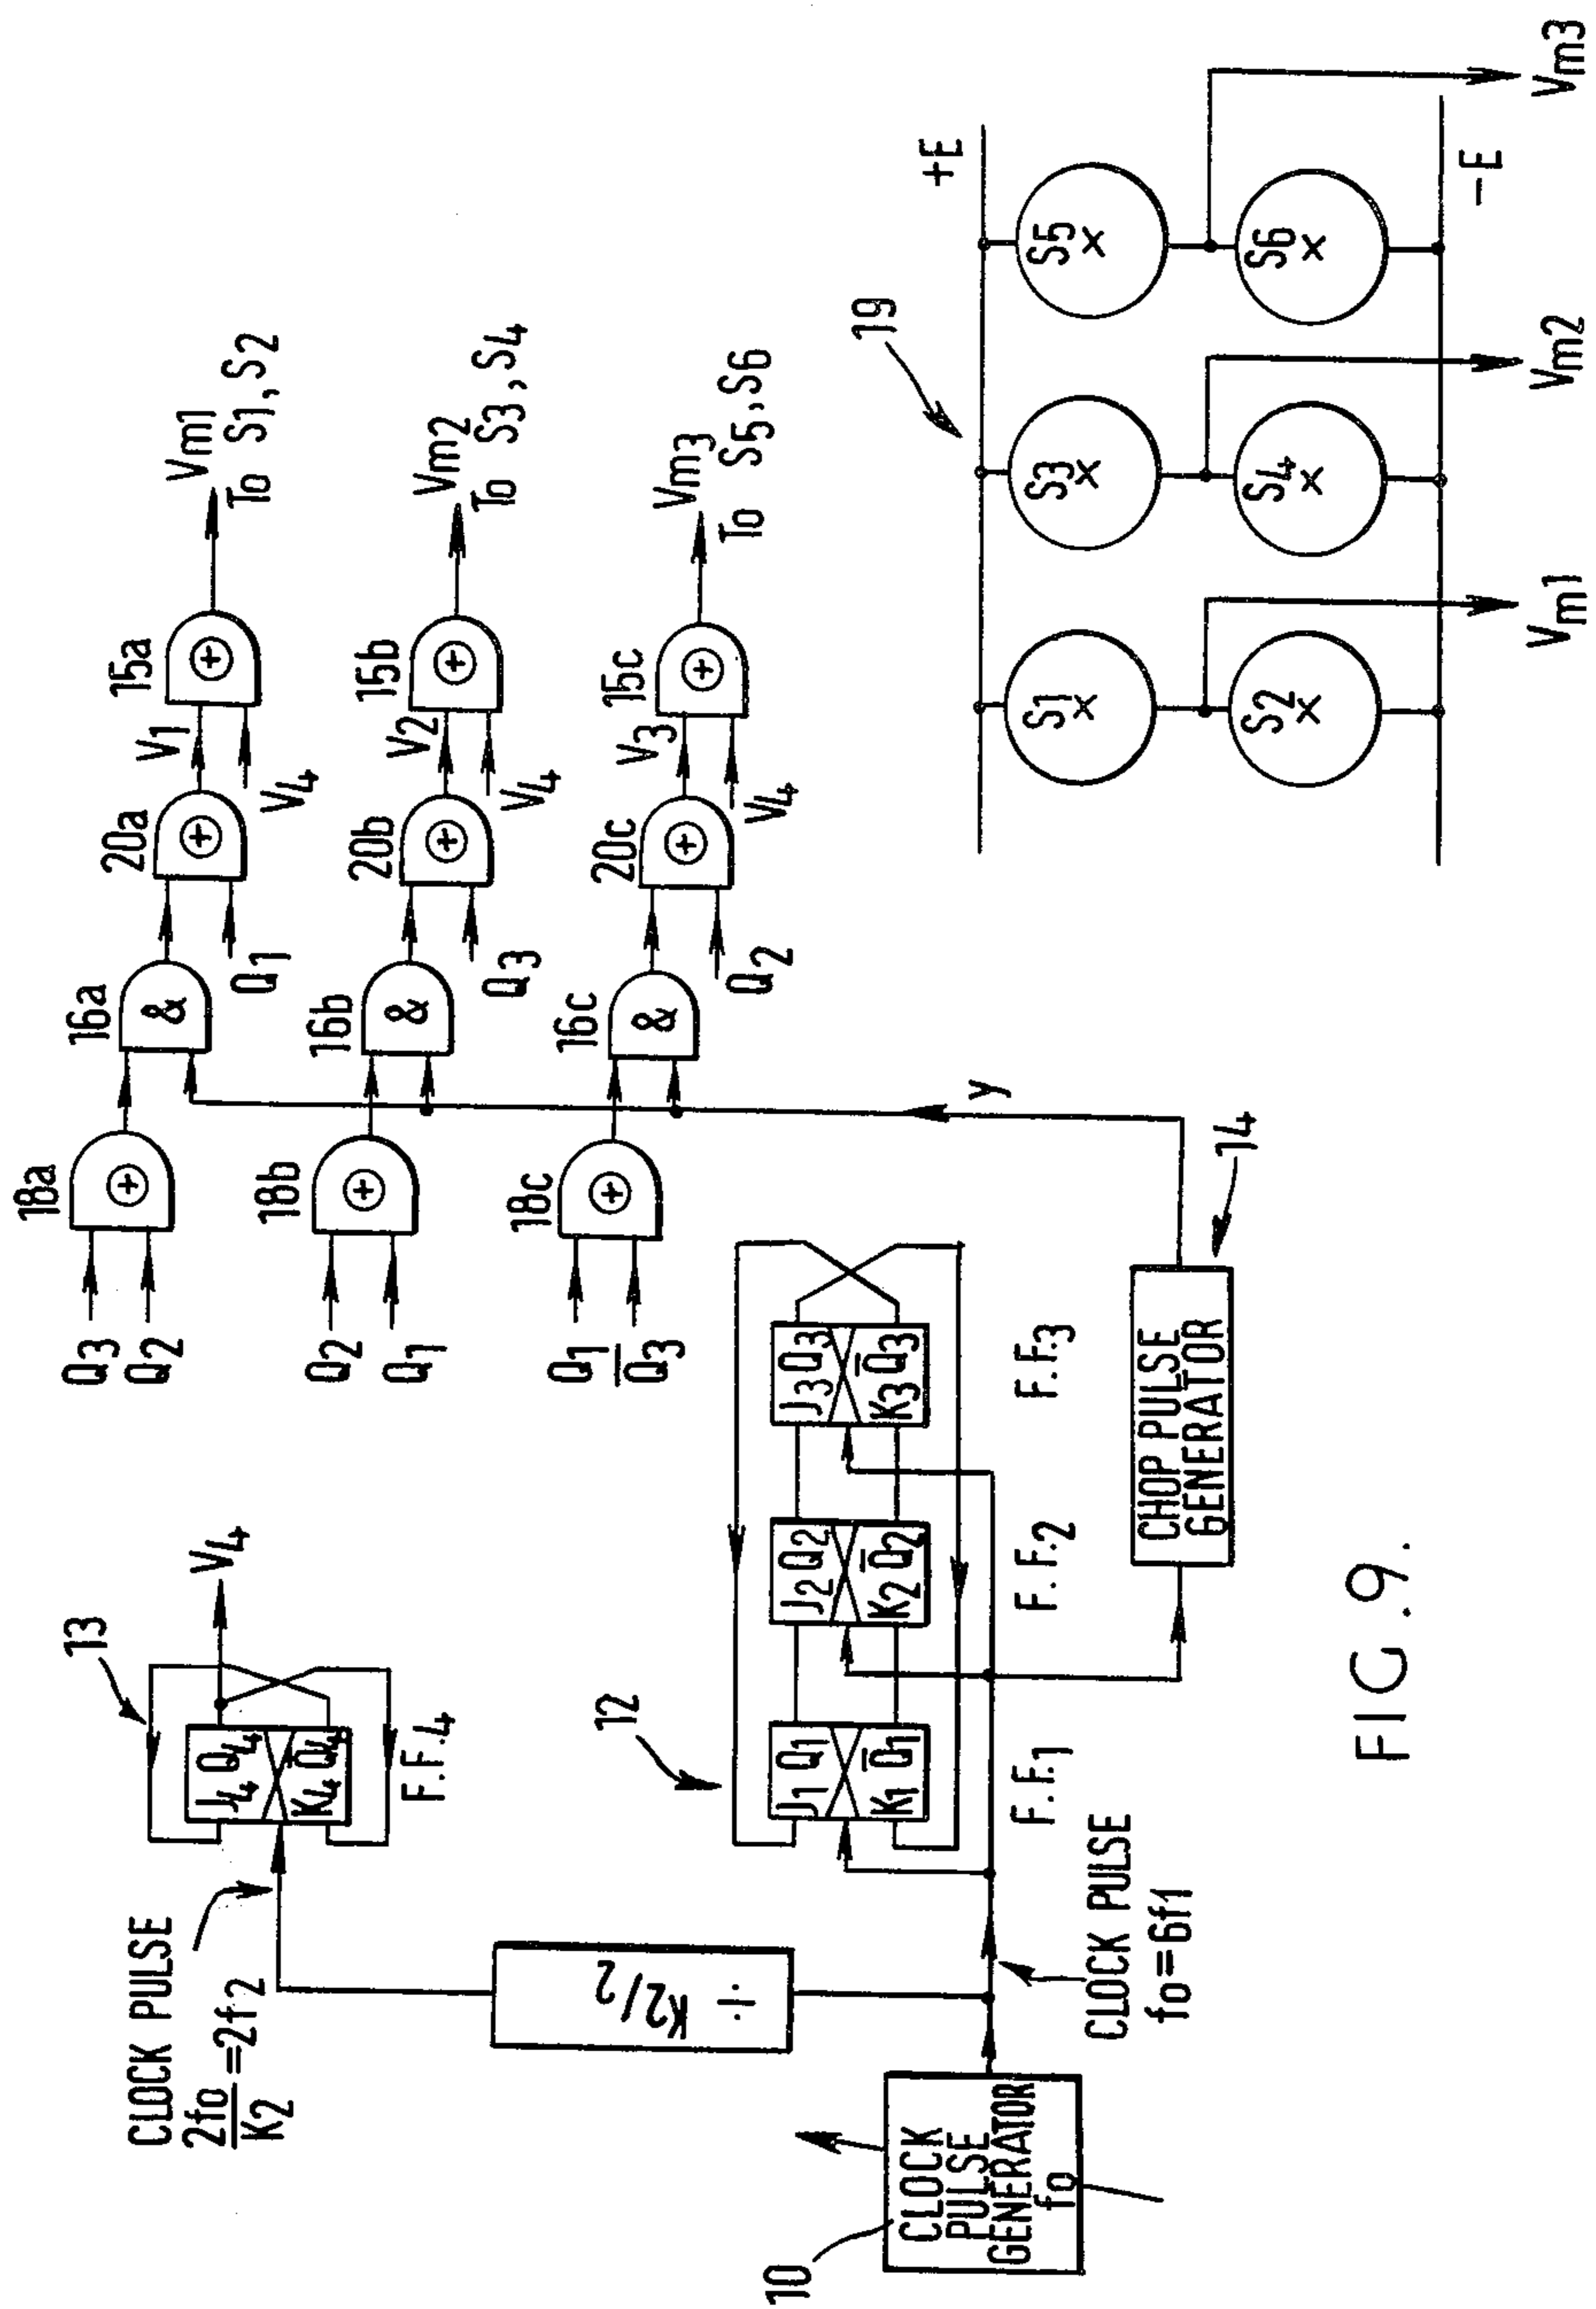 18a
Q3
Q2
16a
20a
Q1
V1
15a
V4
Vm1
To S1, S2
18b
Q2
Q1
16b
&
&
20b
Q3
V2
15b
V4
Vm2
To S3, S4
18c
Q1
Q̅3
16c
&
20c
Q2
V3
15c
V4
Vm3
To S5, S6
y
CLOCK PULSE
2fo/K2 =2f2
13
J4 Q4
K4 Q̅4
F.F.4
V4
÷
K2/2
12
J1 Q1
K1 Q̅1
F.F.1
J2 Q2
K2 Q̅2
F.F.2
J3 Q3
K3 Q̅3
F.F.3
10
CLOCK
PULSE
GENERATOR
fo
CLOCK PULSE
fo=6f1
14
CHOP PULSE
GENERATOR
19
+E
S1
S3
S5
S2
S4
S6
-E
Vm1
Vm2
Vm3
FIG.9.